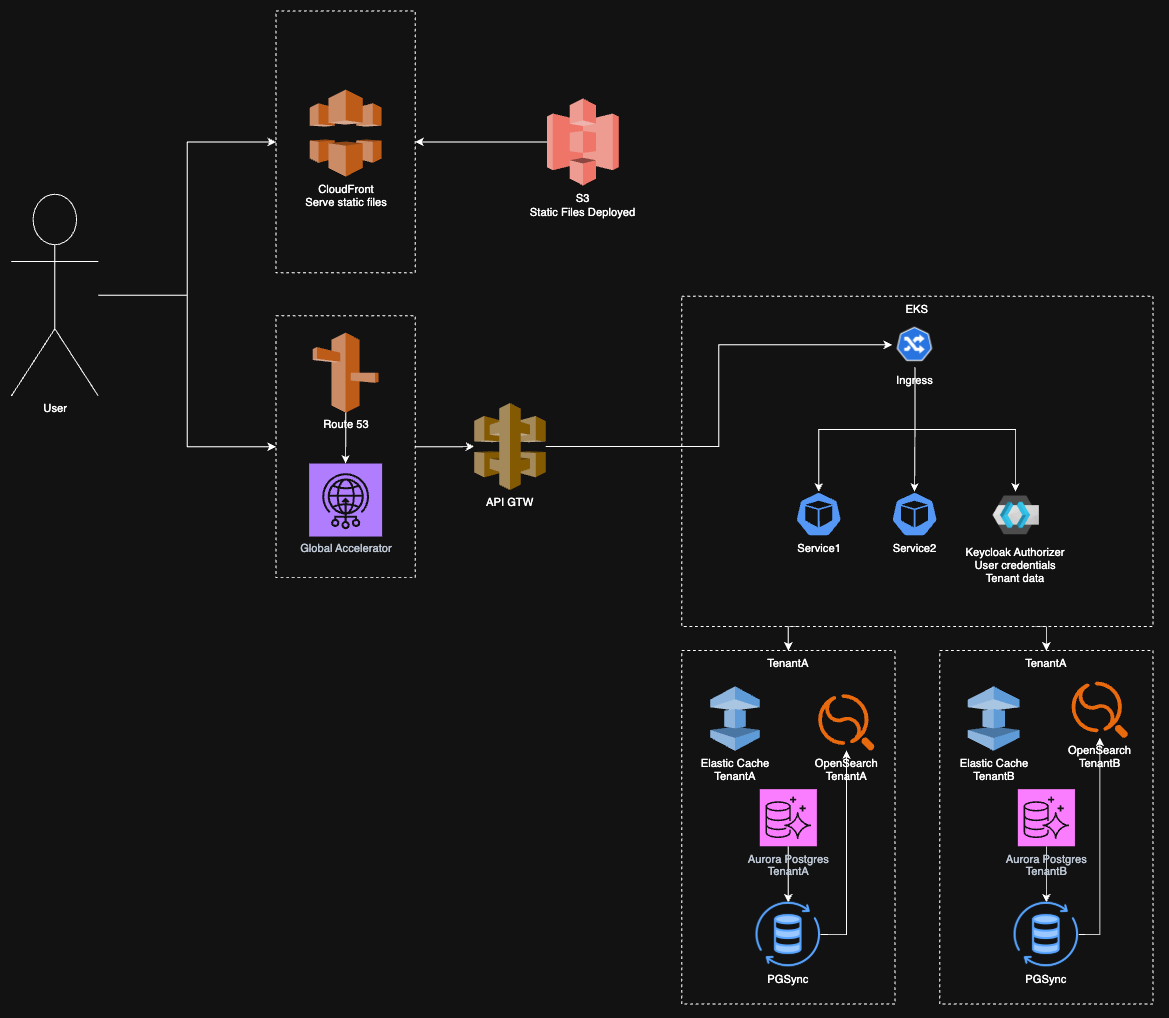 CloudFront
Serve static files
S3
Static Files Deployed
User
Route 53
Global Accelerator
API GTW
EKS
Ingress
Service1
Service2
Keycloak Authorizer
User credentials
Tenant data
TenantA
Elastic Cache
TenantA
OpenSearch
TenantA
Aurora Postgres
TenantA
PGSync
TenantA
Elastic Cache
TenantB
OpenSearch
TenantB
Aurora Postgres
TenantB
PGSync